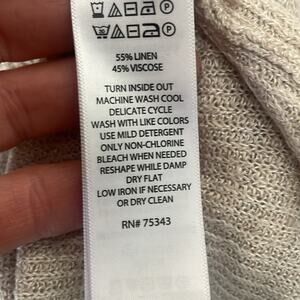 55% LINEN
45% VISCOSE
TURN INSIDE OUT
MACHINE WASH COOL
DELICATE CYCLE
WASH WITH LIKE COLORS
USE MILD DETERGENT
ONLY NON-CHLORINE
BLEACH WHEN NEEDED
RESHAPE WHILE DAMP
DRY FLAT
LOW IRON IF NECESSARY
OR DRY CLEAN
RN# 75343